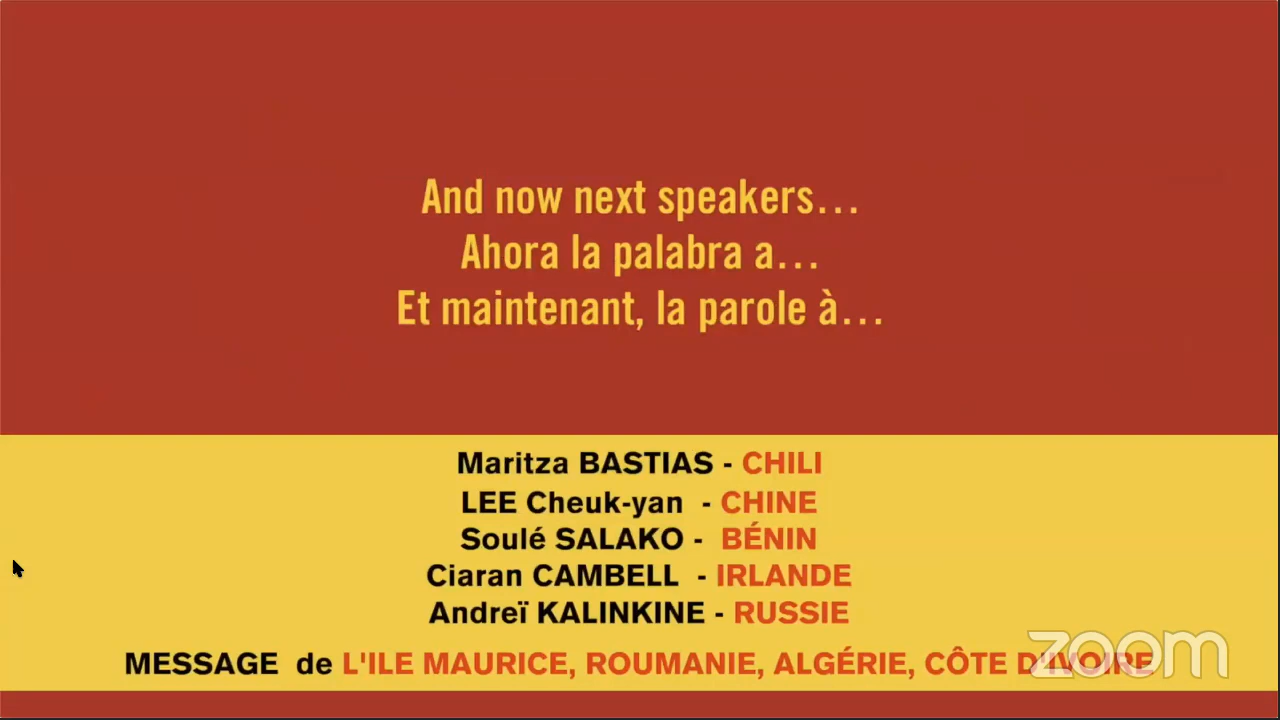 And now next speakers...
Ahora la palabra a...
Et maintenant, la parole à...
Maritza BASTIAS - CHILI
LEE Cheuk-yan - CHINE
Soulé SALAKO - BÉNIN
Ciaran CAMBELL - IRLANDE
Andreï KALINKINE - RUSSIE
MESSAGE de L'ILE MAURICE, ROUMANIE, ALGÉRIE, CÔTE D'IVOIRE
zoom